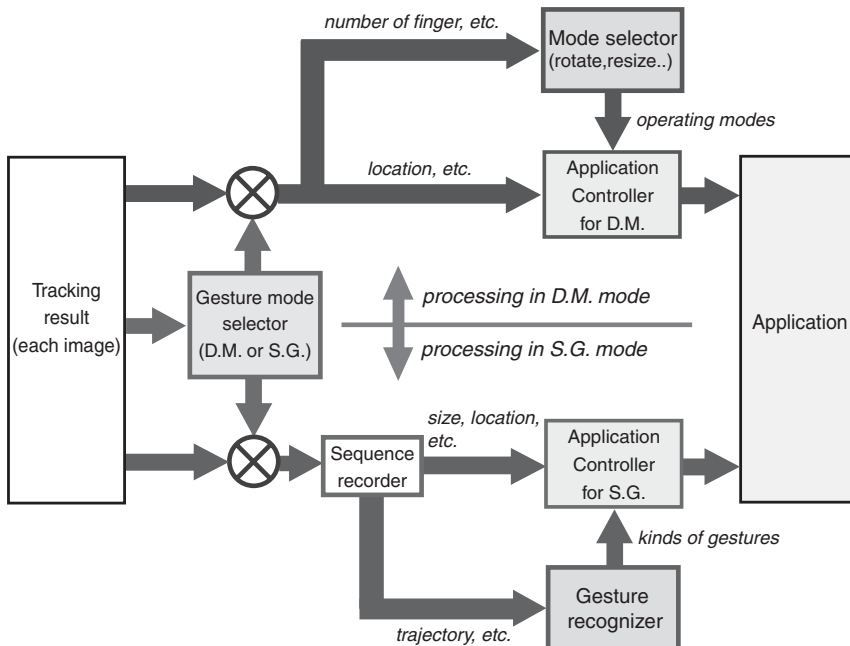 number of finger, etc.
Mode selector
(rotate,resize..)
operating modes
location, etc.
Application
Controller
for D.M.
Tracking
result
(each image)
Gesture mode
selector
(D.M. or S.G.)
processing in D.M. mode
processing in S.G. mode
Application
size, location,
etc.
Sequence
recorder
Application
Controller
for S.G.
kinds of gestures
Gesture
recognizer
trajectory, etc.